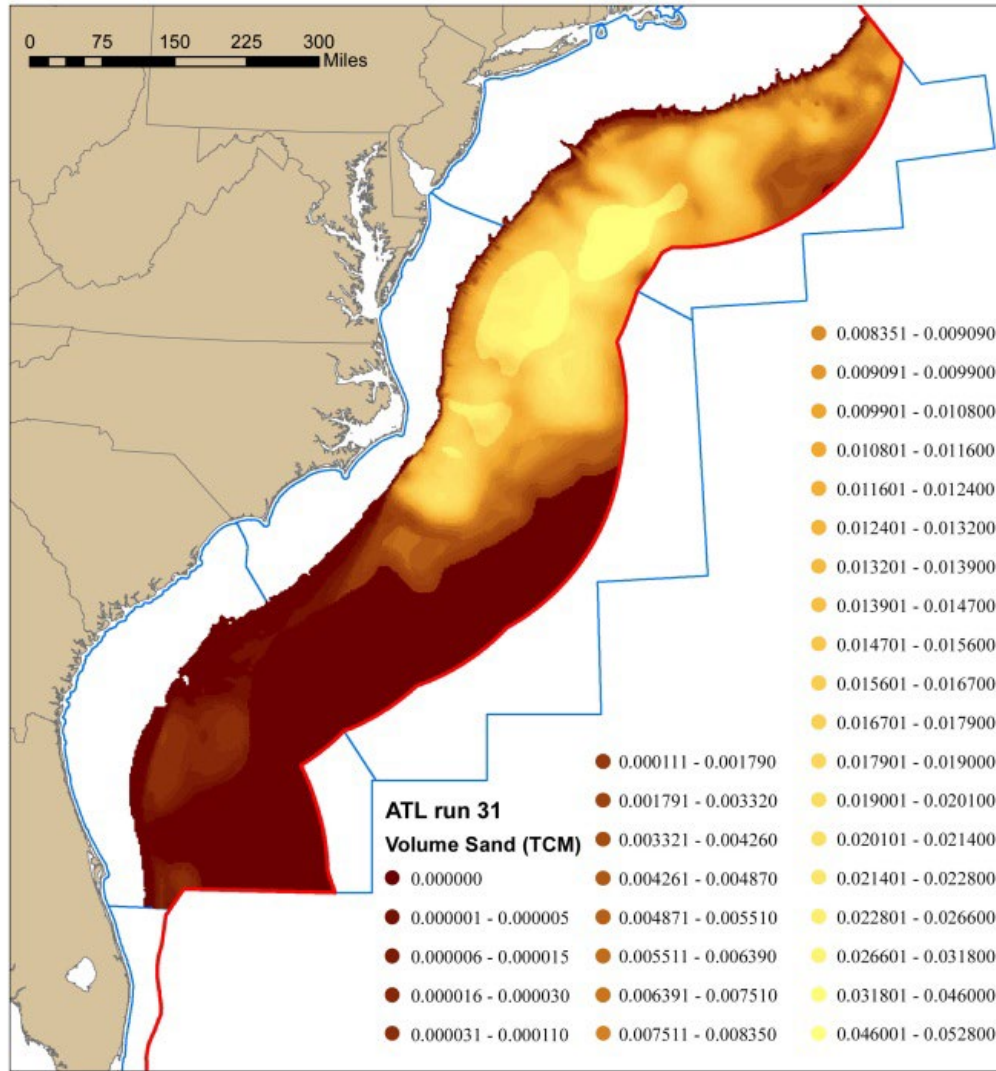 0 75 150 225 300
Miles
ATL run 31
Volume Sand (TCM)
0.000000
0.000001 - 0.000005
0.000006 - 0.000015
0.000016 - 0.000030
0.000031 - 0.000110
0.000111 - 0.001790
0.001791 - 0.003320
0.003321 - 0.004260
0.004261 - 0.004870
0.004871 - 0.005510
0.005511 - 0.006390
0.006391 - 0.007510
0.007511 - 0.008350
0.008351 - 0.009090
0.009091 - 0.009900
0.009901 - 0.010800
0.010801 - 0.011600
0.011601 - 0.012400
0.012401 - 0.013200
0.013201 - 0.013900
0.013901 - 0.014700
0.014701 - 0.015600
0.015601 - 0.016700
0.016701 - 0.017900
0.017901 - 0.019000
0.019001 - 0.020100
0.020101 - 0.021400
0.021401 - 0.022800
0.022801 - 0.026600
0.026601 - 0.031800
0.031801 - 0.046000
0.046001 - 0.052800